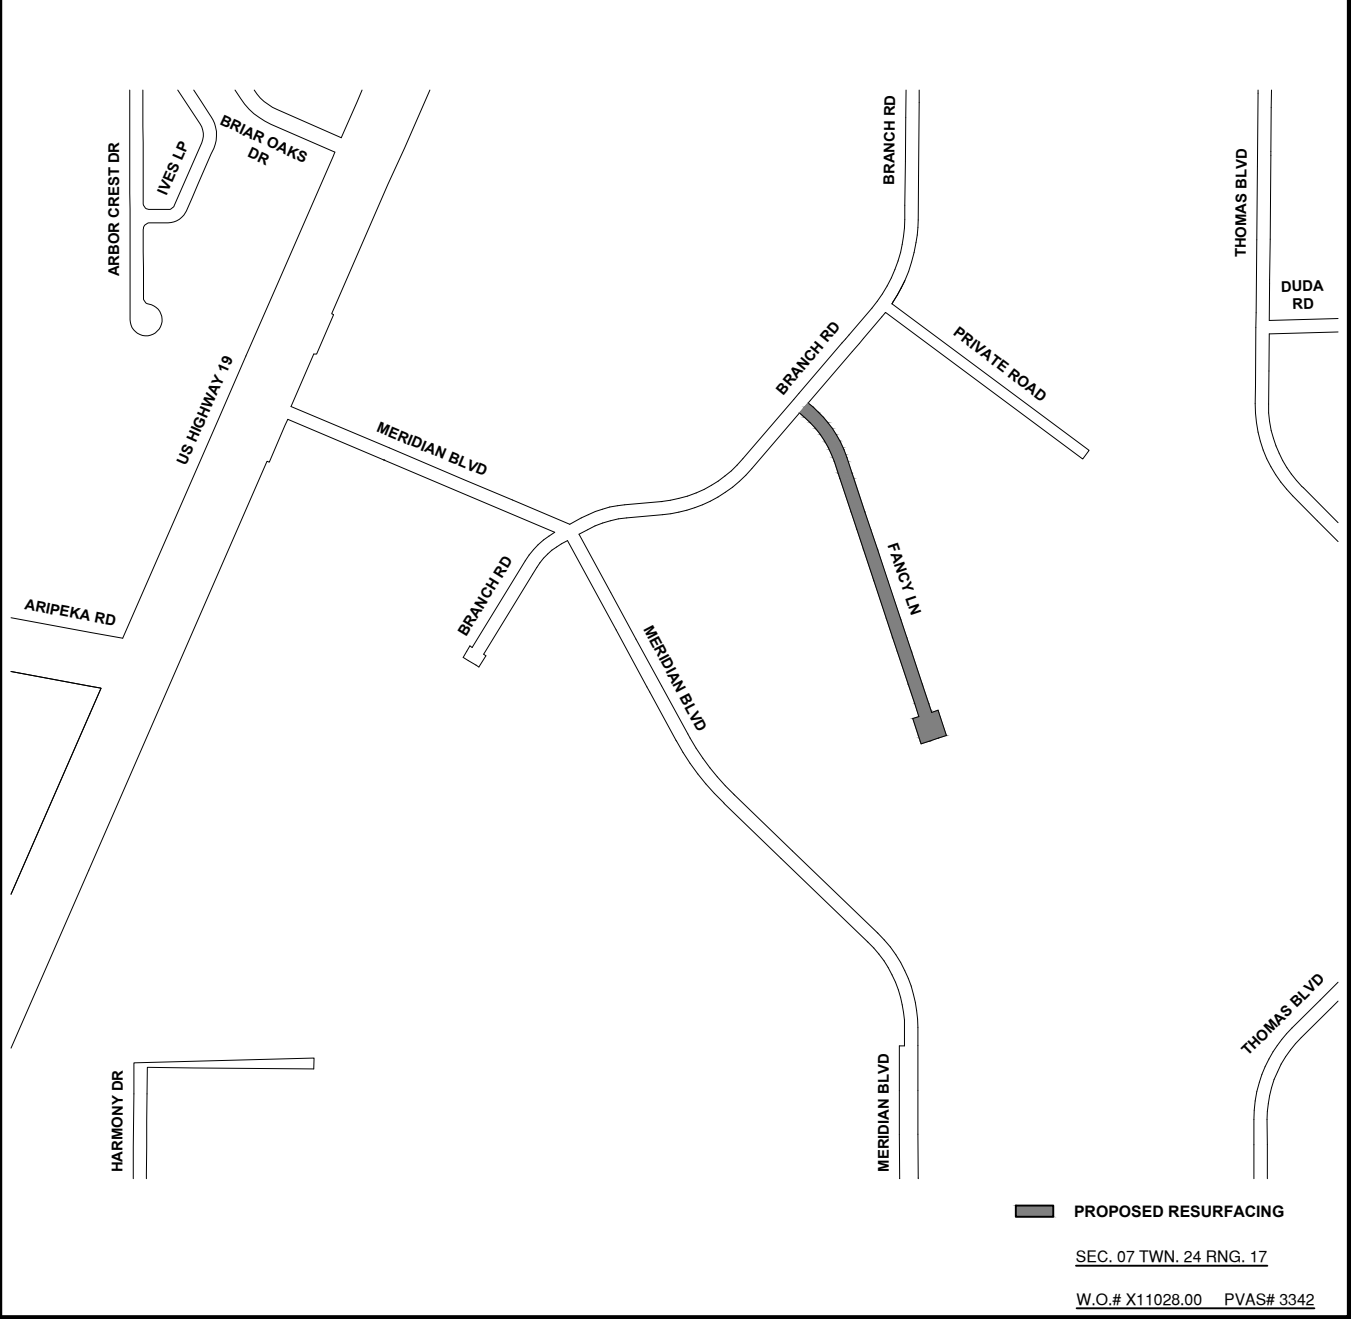 BRIAR OAKS
DR
IVES LP
ARBOR CREST DR
BRANCH RD
THOMAS BLVD
DUDA
RD
PRIVATE ROAD
BRANCH RD
US HIGHWAY 19
MERIDIAN BLVD
FANCY LN
BRANCH RD
ARIPEKA RD
MERIDIAN BLVD
THOMAS BLVD
HARMONY DR
MERIDIAN BLVD
PROPOSED RESURFACING
SEC. 07 TWN. 24 RNG. 17
W.O.# X11028.00 PVAS# 3342